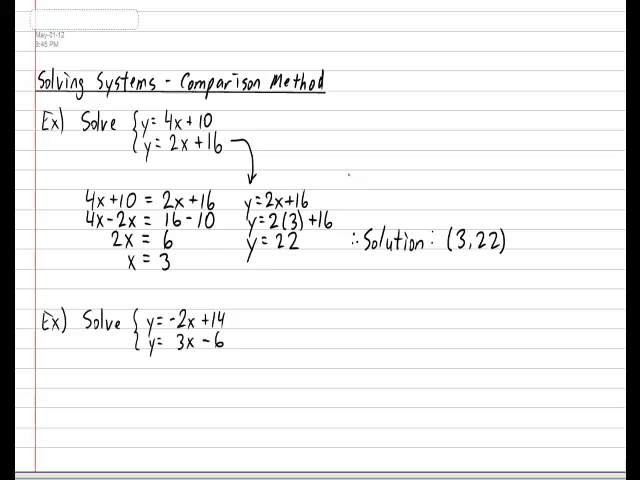 May-01-12
8:45 PM
Solving Systems - Comparison Method
Ex) Solve { y = 4x + 10
{ y = 2x + 16
4x + 10 = 2x + 16
4x - 2x = 16 - 10
2x = 6
x = 3
y = 2x + 16
y = 2(3) + 16
y = 22
∴ Solution: (3, 22)
Ex) Solve { y = -2x + 14
{ y = 3x - 6